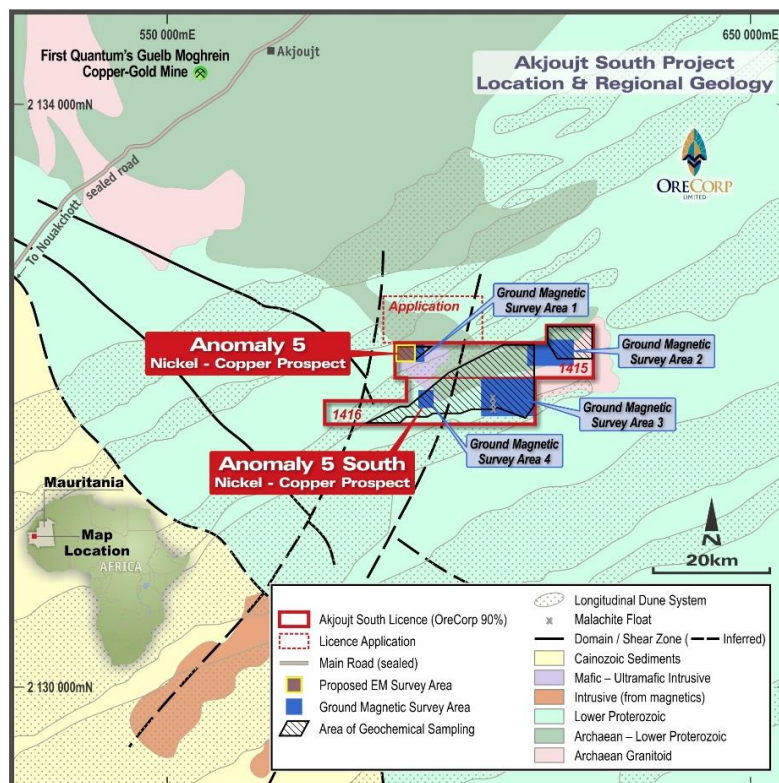 550 000mE
650 000mE
First Quantum's Guelb Moghrein
Copper-Gold Mine
Akjoujt
Akjoujt South Project
Location & Regional Geology
2 134 000mN
ORECORP
LIMITED
To Nouakchott sealed road
Application
Ground Magnetic
Survey Area 1
Anomaly 5
Nickel - Copper Prospect
Ground Magnetic
Survey Area 2
1415
1416
Ground Magnetic
Survey Area 3
Anomaly 5 South
Nickel - Copper Prospect
Ground Magnetic
Survey Area 4
Mauritania
Map
Location
AFRICA
N
20km
2 130 000mN
Akjoujt South Licence (OreCorp 90%)
Licence Application
Main Road (sealed)
Proposed EM Survey Area
Ground Magnetic Survey Area
Area of Geochemical Sampling
Longitudinal Dune System
Malachite Float
Domain / Shear Zone ( Inferred)
Cainozoic Sediments
Mafic – Ultramafic Intrusive
Intrusive (from magnetics)
Lower Proterozoic
Archaean – Lower Proterozoic
Archaean Granitoid